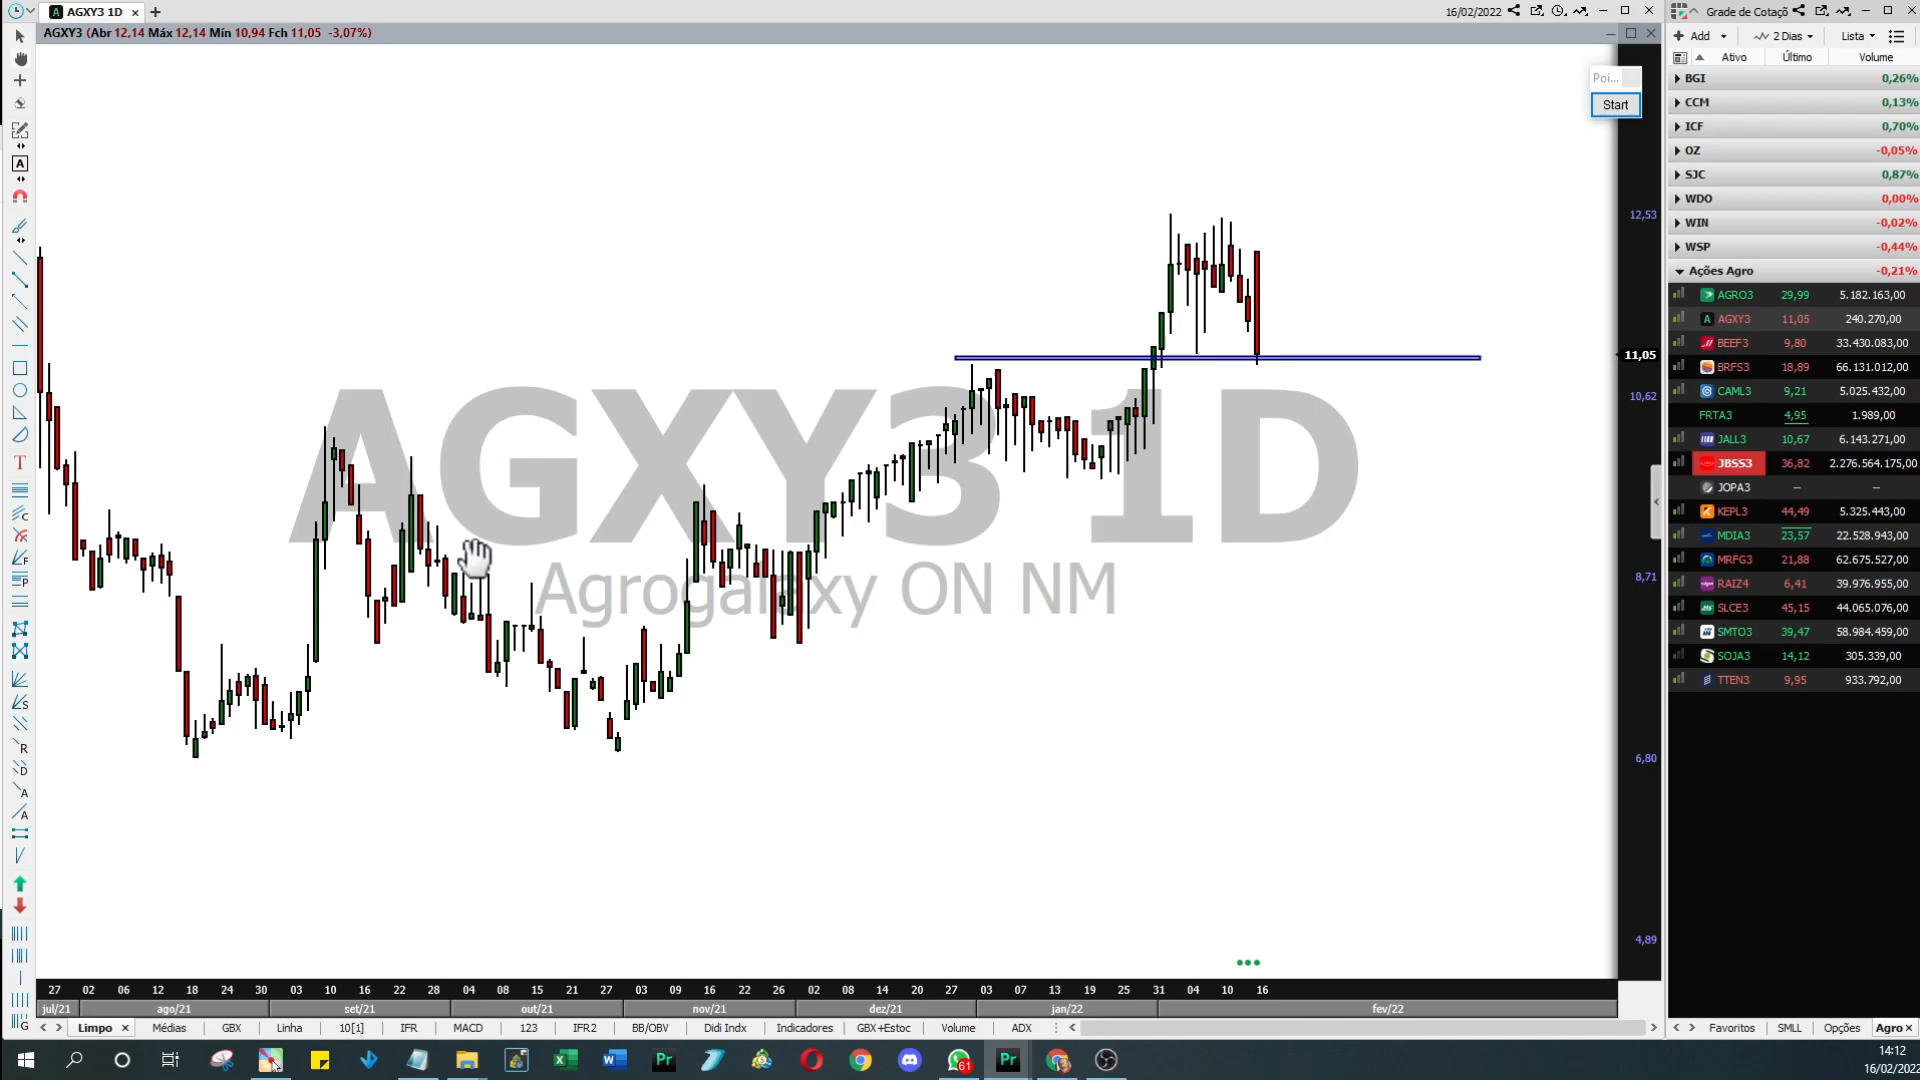 AGXY3 1D
16/02/2022
AGXY3 (Abr 12,14 Máx 12,14 Mín 10,94 Fch 11,05 -3,07%)
Poi...
Start
AGXY3 1D
Agrogalaxy ON NM
12,53
11,05
10,62
8,71
6,80
4,89
27 02 06 12 18 24 30 03 10 16 22 28 04 08 15 21 27 03 09 16 22 26 02 08 14 20 27 03 07 13 19 25 31 04 10 16
jul/21 ago/21 set/21 out/21 nov/21 dez/21 jan/22 fev/22
Limpo Médias GBX Linha 10[1] IFR MACD 123 IFR2 BB/OBV Didi Indx Indicadores GBX+Estoc Volume ADX
Grade de Cotaçõ
Add 2 Dias Lista
Ativo Último Volume
BGI 0,26%
CCM 0,13%
ICF 0,70%
OZ -0,05%
SJC 0,87%
WDO 0,00%
WIN -0,02%
WSP -0,44%
Ações Agro -0,21%
AGRO3 29,99 5.182.163,00
AGXY3 11,05 240.270,00
BEEF3 9,80 33.430.083,00
BRFS3 18,89 66.131.012,00
CAML3 9,21 5.025.432,00
FRTA3 4,95 1.989,00
JALL3 10,67 6.143.271,00
JBSS3 36,82 2.276.564.175,00
JOPA3 -- --
KEPL3 44,49 5.325.443,00
MDIA3 23,57 22.528.943,00
MRFG3 21,88 62.675.527,00
RAIZ4 6,41 39.976.955,00
SLCE3 45,15 44.065.076,00
SMTO3 39,47 58.984.459,00
SOJA3 14,12 305.339,00
TTEN3 9,95 933.792,00
Favoritos SMLL Opções Agro
61
14:12
16/02/2022